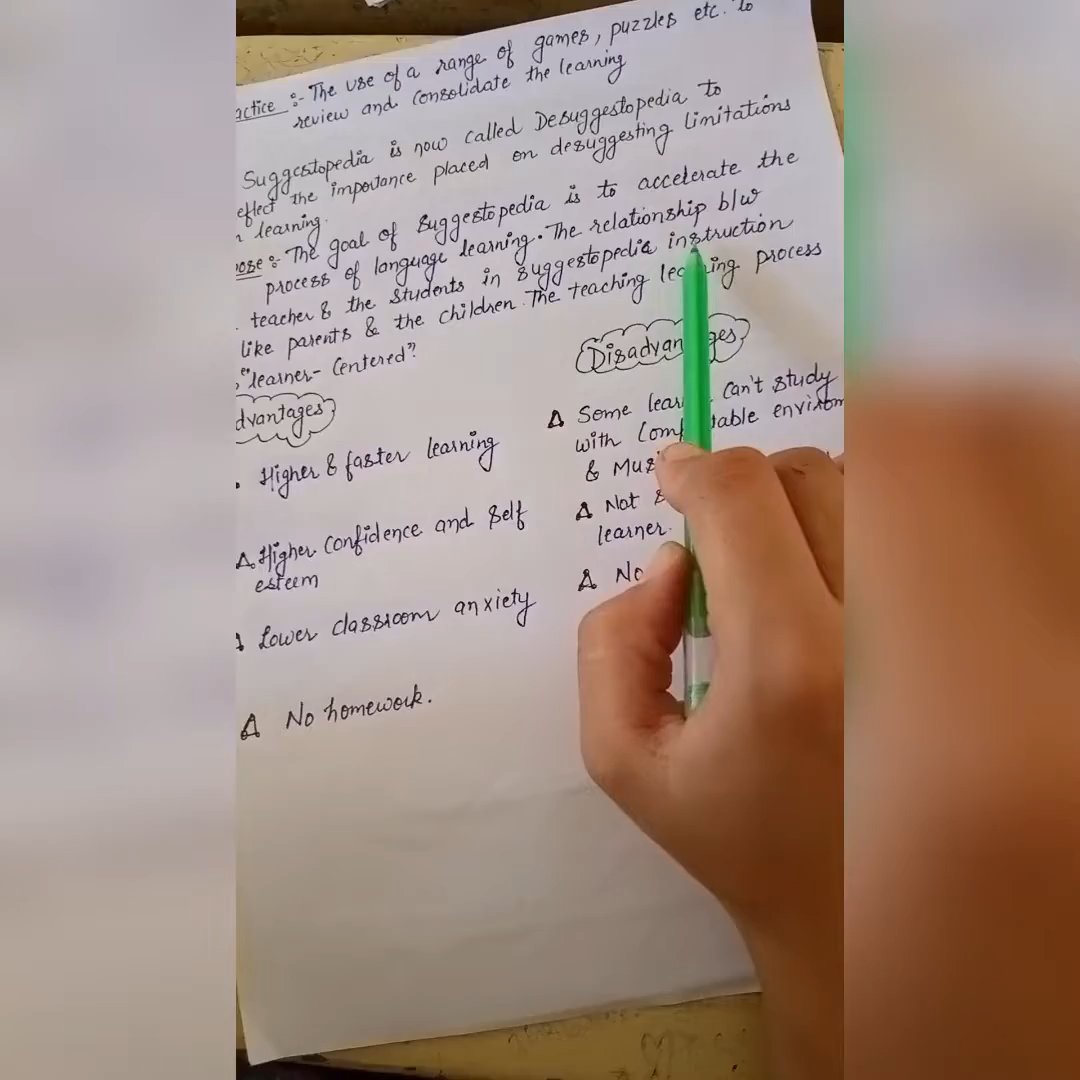 actice :- The use of a range of games, puzzles etc. to
review and consolidate the learning
Suggestopedia is now called Desuggestopedia to
eflect the importance placed on desuggesting limitations
n learning.
ose :- The goal of Suggestopedia is to accelerate the
process of language learning. The relationship b/w
teacher & the students in suggestopedia instruction
like parents & the children. The teaching learning process
"learner-Centered"
dvantages
Higher & faster learning
Higher Confidence and Self
esteem
Lower classroom anxiety
No homework.
Disadvan ges
Some lear Can't study
with Comf table environm
& Mus
Not s
learner.
No